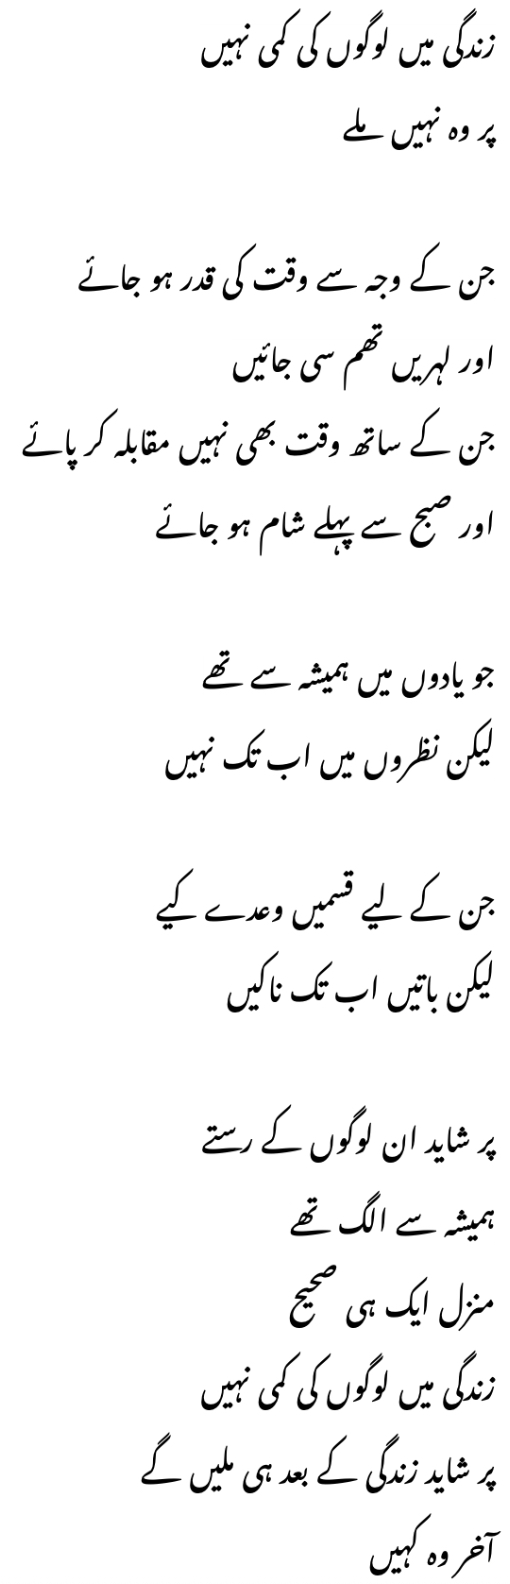 زندگی میں لوگوں کی کمی نہیں
پر وہ نہیں ملے
جن کے وجہ سے وقت کی قدر ہو جائے
اور لہریں تھم سی جائیں
جن کے ساتھ وقت بھی نہیں مقابلہ کر پائے
اور صبح سے پہلے شام ہو جائے
جو یادوں میں ہمیشہ سے تھے
لیکن نظروں میں اب تک نہیں
جن کے لیے قسمیں وعدے کیے
لیکن باتیں اب تک ناکیں
پر شاید ان لوگوں کے رستے
ہمیشہ سے الگ تھے
منزل ایک ہی صحیح
زندگی میں لوگوں کی کمی نہیں
پر شاید زندگی کے بعد ہی ملیں گے
آخر وہ کہیں